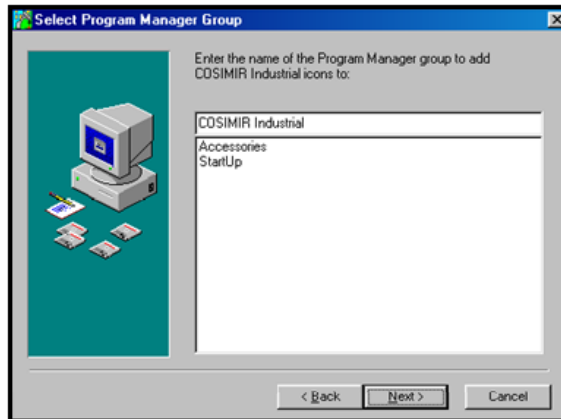 Select Program Manager Group
Enter the name of the Program Manager group to add
COSIMIR Industrial icons to:
COSIMIR Industrial
Accessories
StartUp
< Back
Next >
Cancel